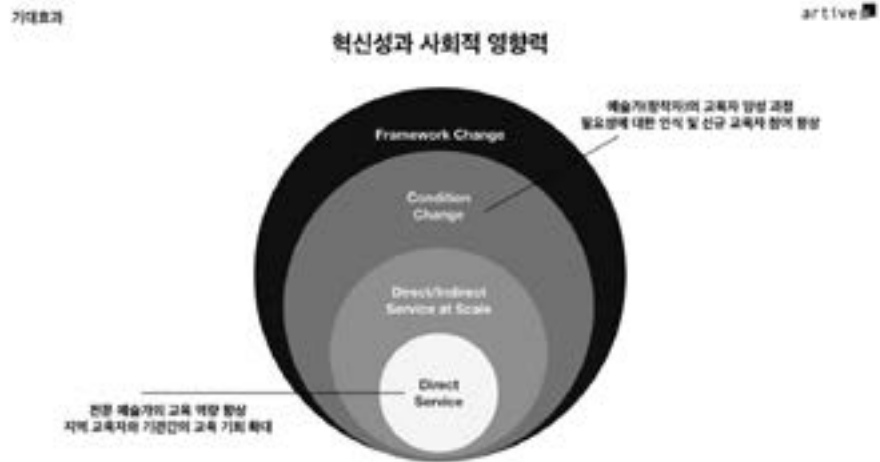 기대효과
artive
혁신성과 사회적 영향력
예술가(창작자)의 교육자 양성 과정
필요성에 대한 인식 및 신규 교육자 참여 향상
Framework Change
Condition
Change
Direct/Indirect
Service at Scale
Direct
Service
전문 예술가의 교육 역량 향상
지역 교육자와 기관간의 교육 기회 확대